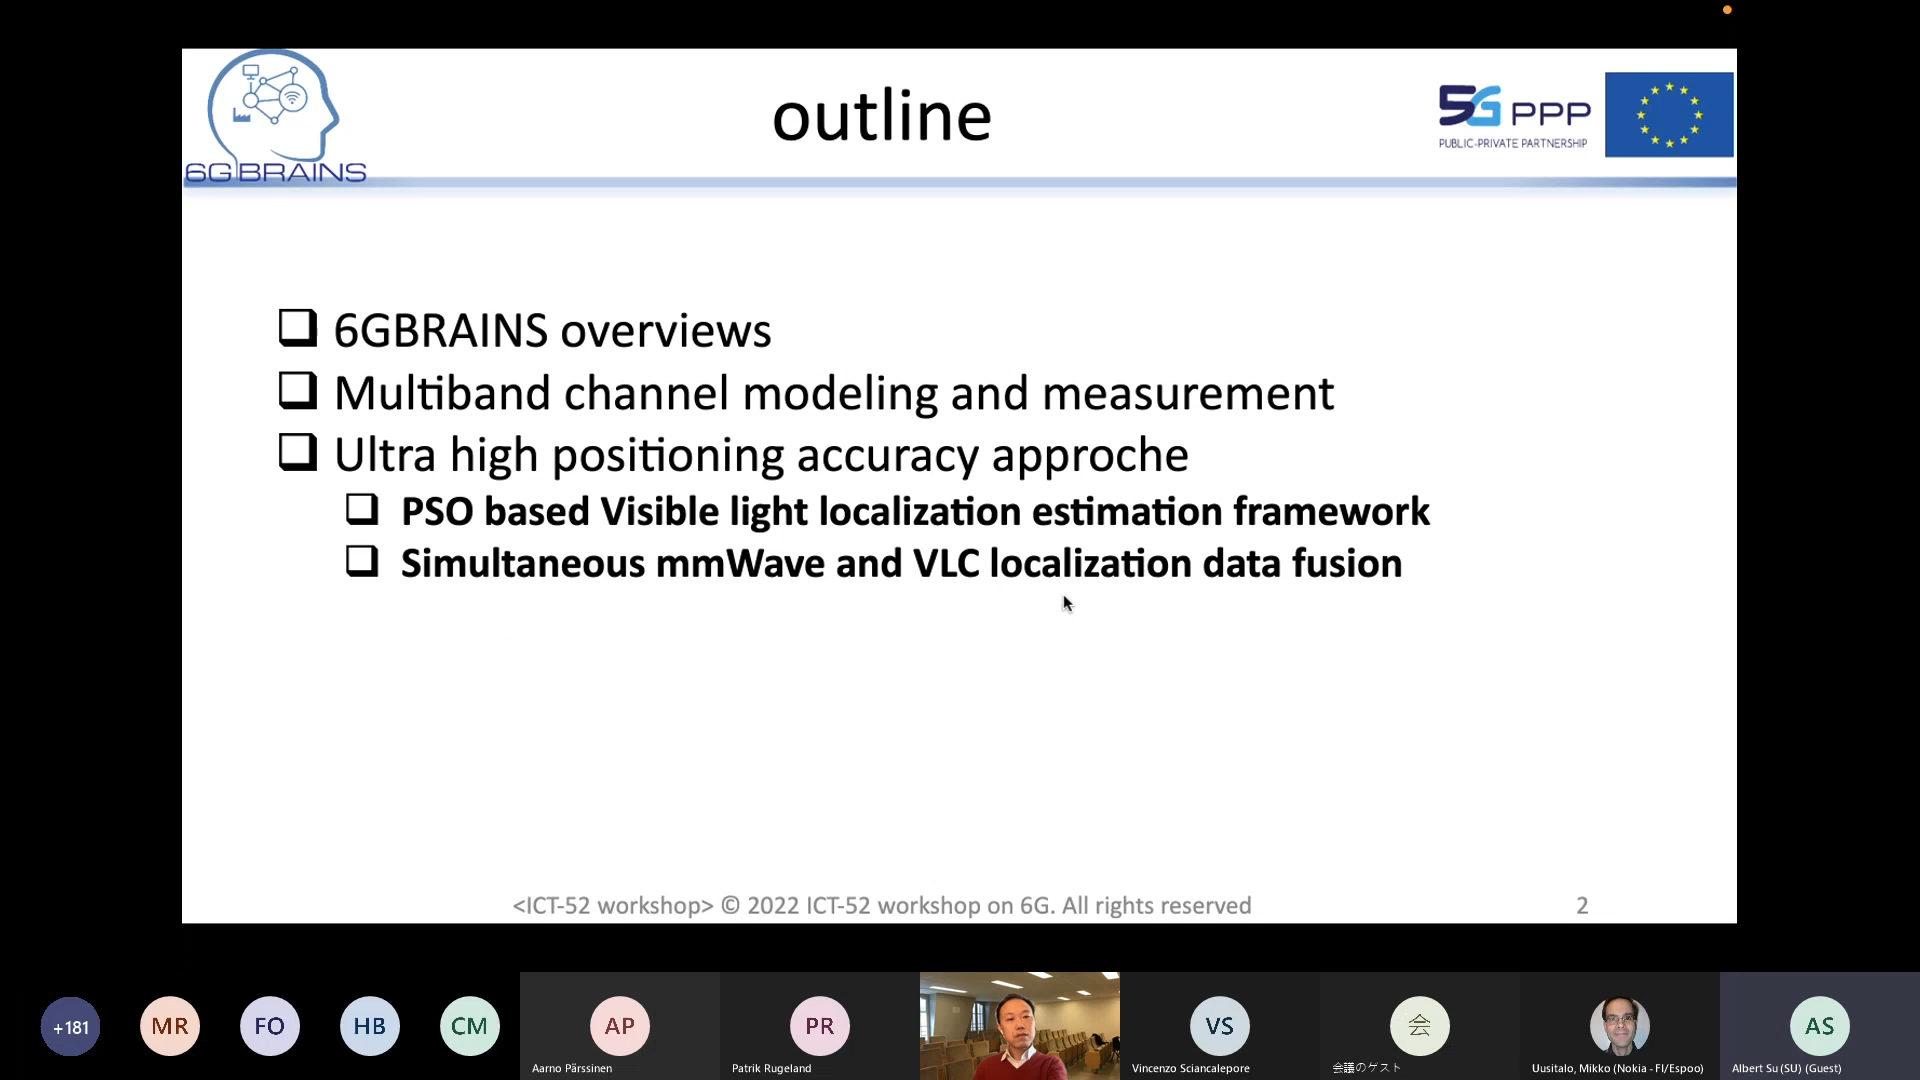 outline
6G BRAINS
5G PPP
PUBLIC-PRIVATE PARTNERSHIP
6GBRAINS overviews
Multiband channel modeling and measurement
Ultra high positioning accuracy approche
PSO based Visible light localization estimation framework
Simultaneous mmWave and VLC localization data fusion
<ICT-52 workshop> © 2022 ICT-52 workshop on 6G. All rights reserved
2
+181
MR
FO
HB
CM
AP
Aarno Pärssinen
PR
Patrik Rugeland
VS
Vincenzo Sciancalepore
会
会議のゲスト
Uusitalo, Mikko (Nokia - FI/Espoo)
AS
Albert Su (SU) (Guest)